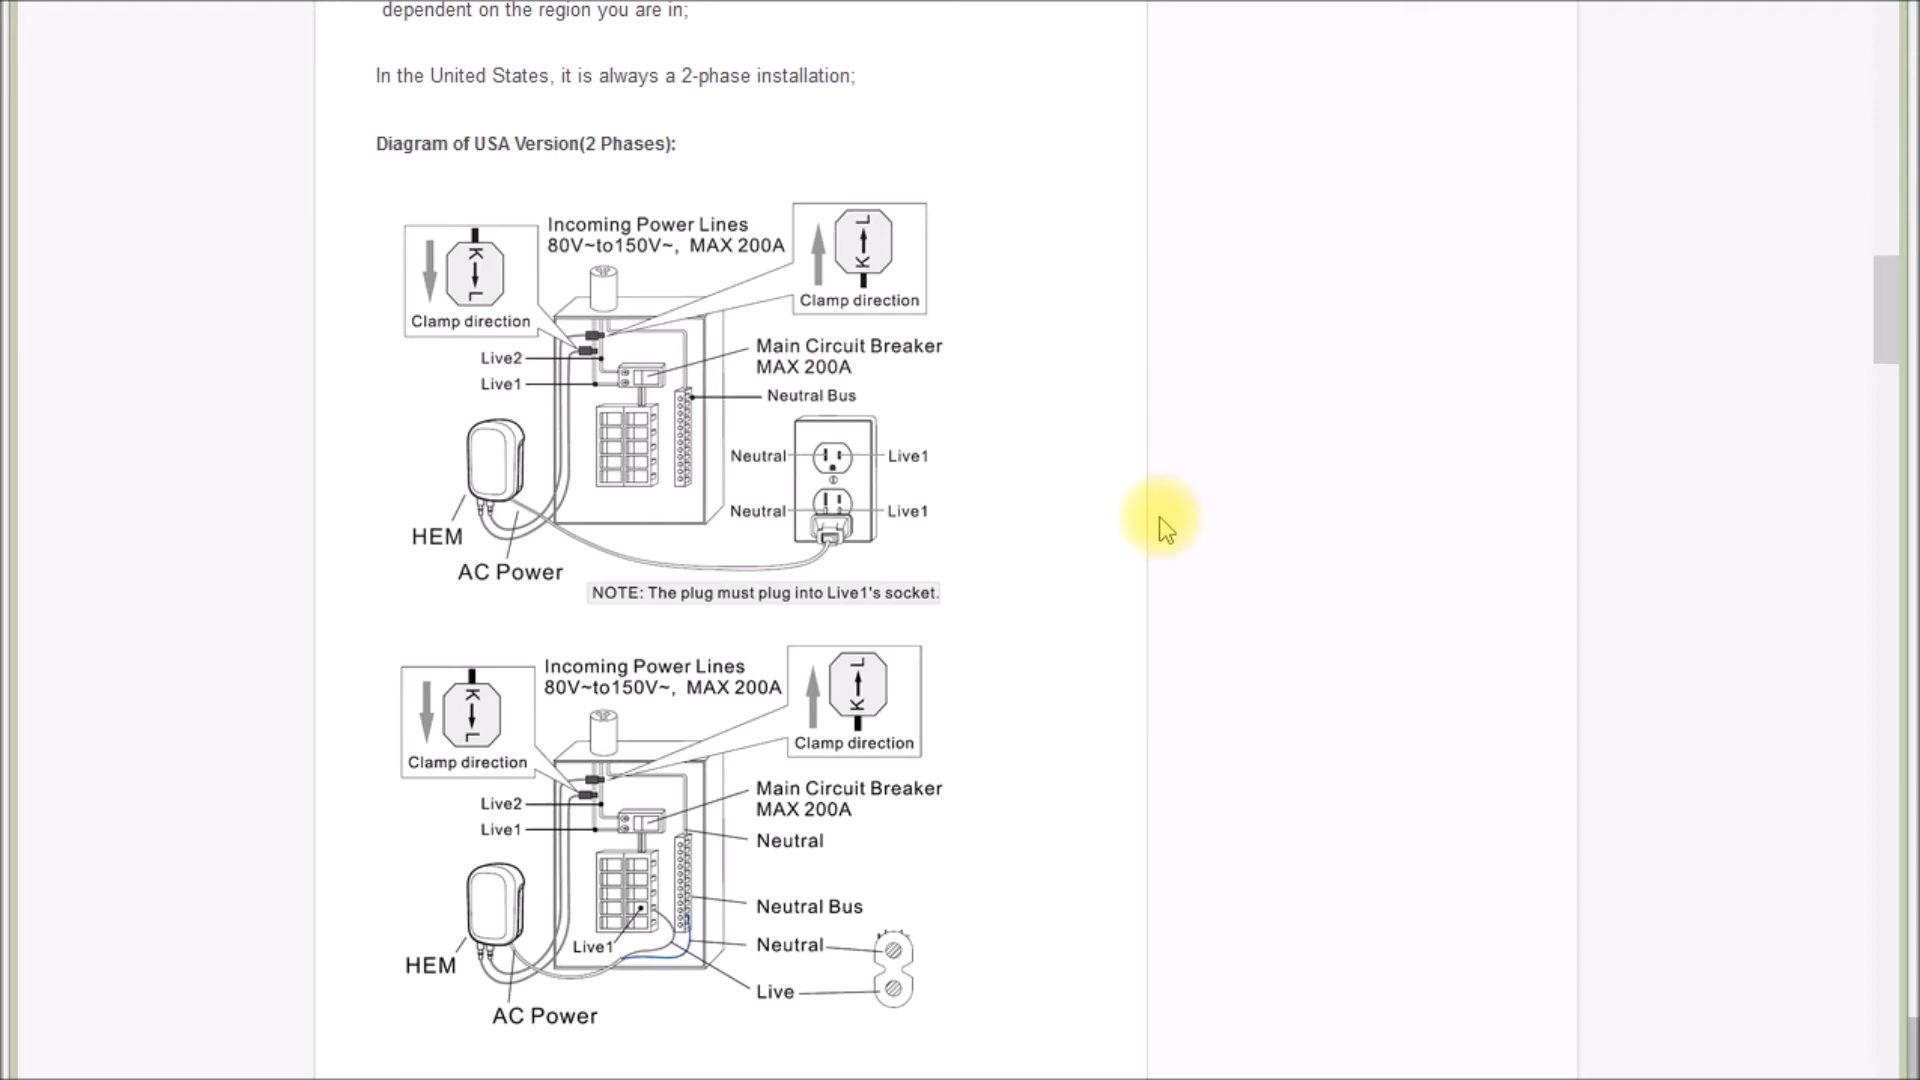 dependent on the region you are in;
In the United States, it is always a 2-phase installation;
Diagram of USA Version(2 Phases):
Incoming Power Lines
80V~to150V~, MAX 200A
K
L
Clamp direction
L
K
Clamp direction
Live2
Live1
Main Circuit Breaker
MAX 200A
Neutral Bus
Neutral
Live1
Neutral
Live1
HEM
AC Power
NOTE: The plug must plug into Live1's socket.
Incoming Power Lines
80V~to150V~, MAX 200A
K
L
Clamp direction
L
K
Clamp direction
Live2
Live1
Main Circuit Breaker
MAX 200A
Neutral
Neutral Bus
Live1
Neutral
HEM
Live
AC Power